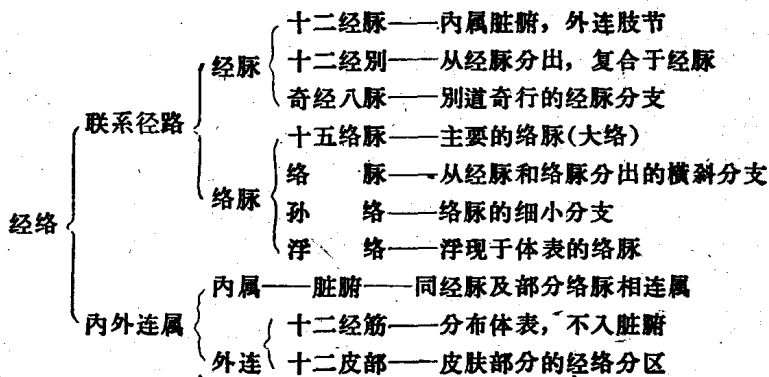 十二经脉——内属脏腑，外连肢节
经脉 十二经别——从经脉分出，复合于经脉
奇经八脉——别道奇行的经脉分支
联系径路
十五络脉——主要的络脉(大络)
络脉——从经脉和络脉分出的横斜分支
络脉
孙络——络脉的细小分支
经络
浮络——浮现于体表的络脉
内属——脏腑——同经脉及部分络脉相连属
内外连属
十二经筋——分布体表，不入脏腑
外连 十二皮部——皮肤部分的经络分区